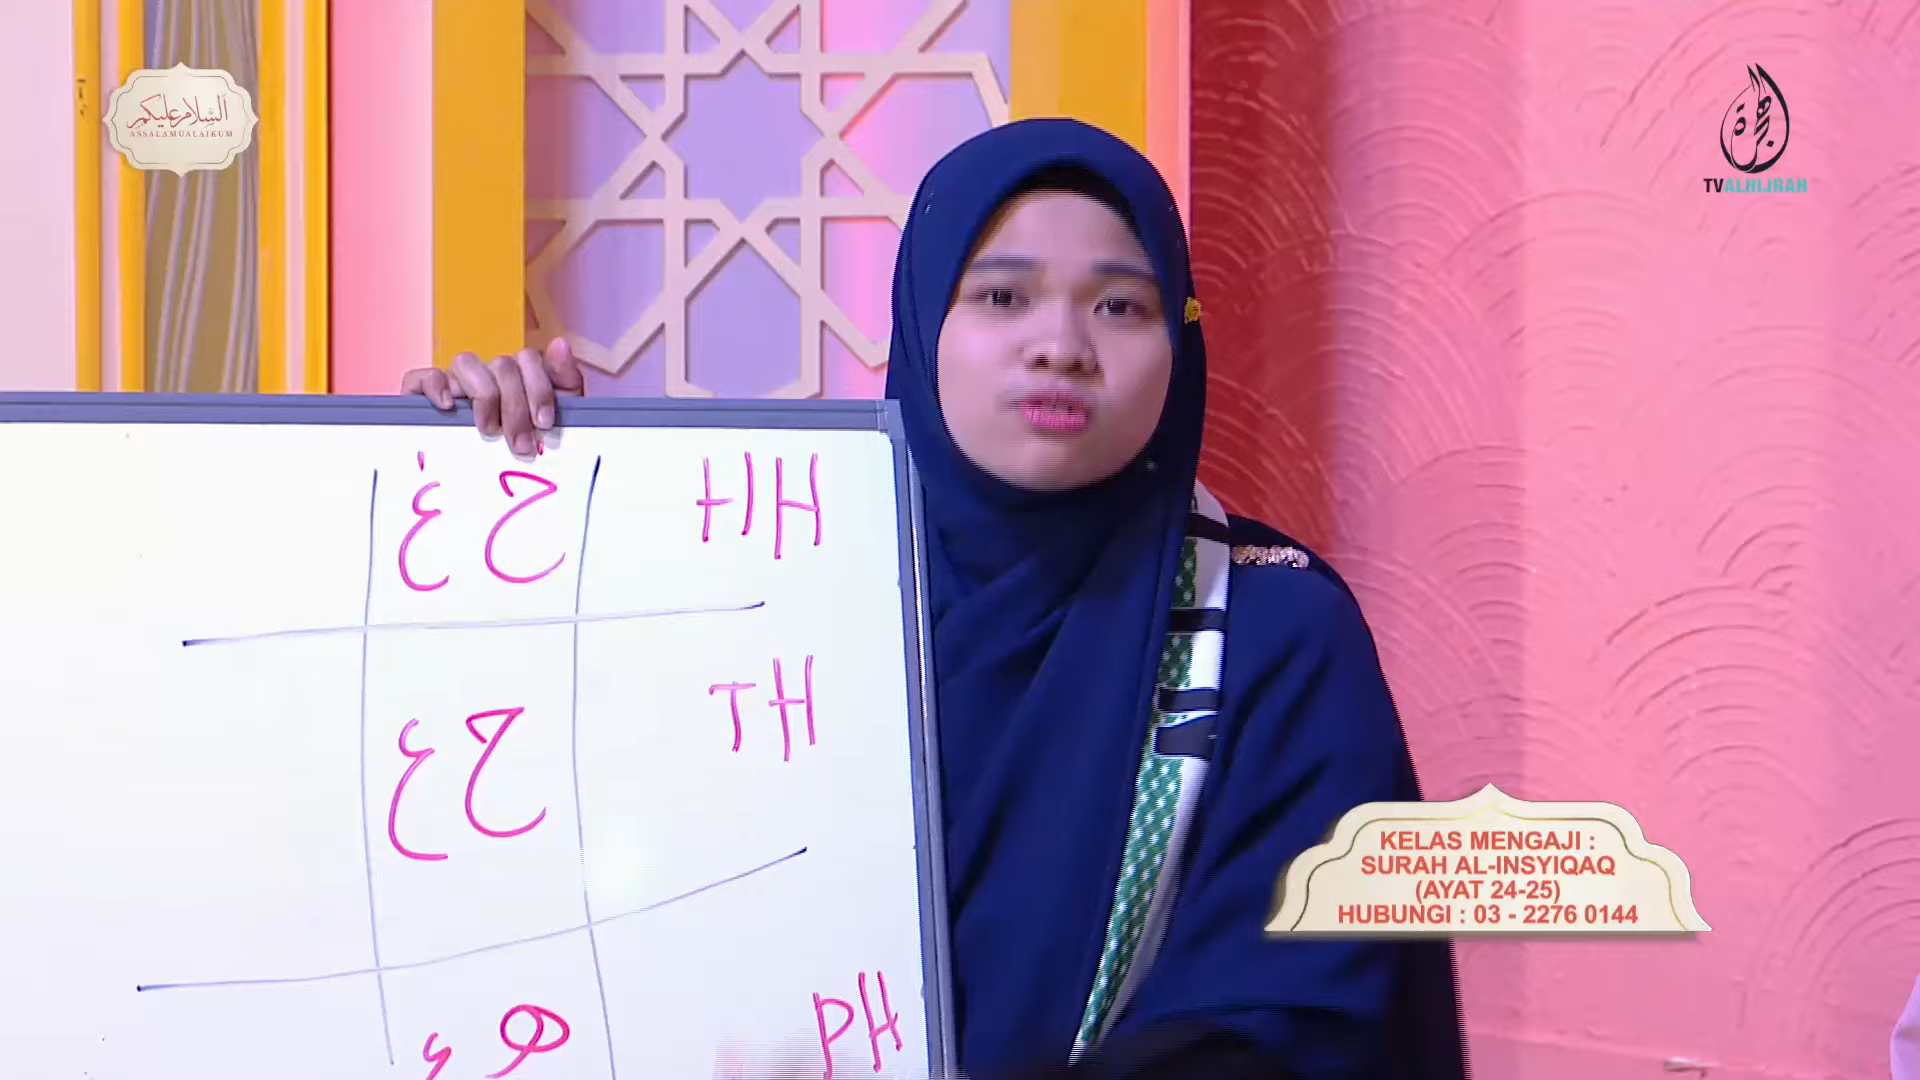 السلام عليكم
ASSALAMUALAIKUM
هجرة
TVALHIJRAH
HH
خ غ
TH
ح ع
PH
ه ء
KELAS MENGAJI :
SURAH AL-INSYIQAQ
(AYAT 24-25)
HUBUNGI : 03 - 2276 0144